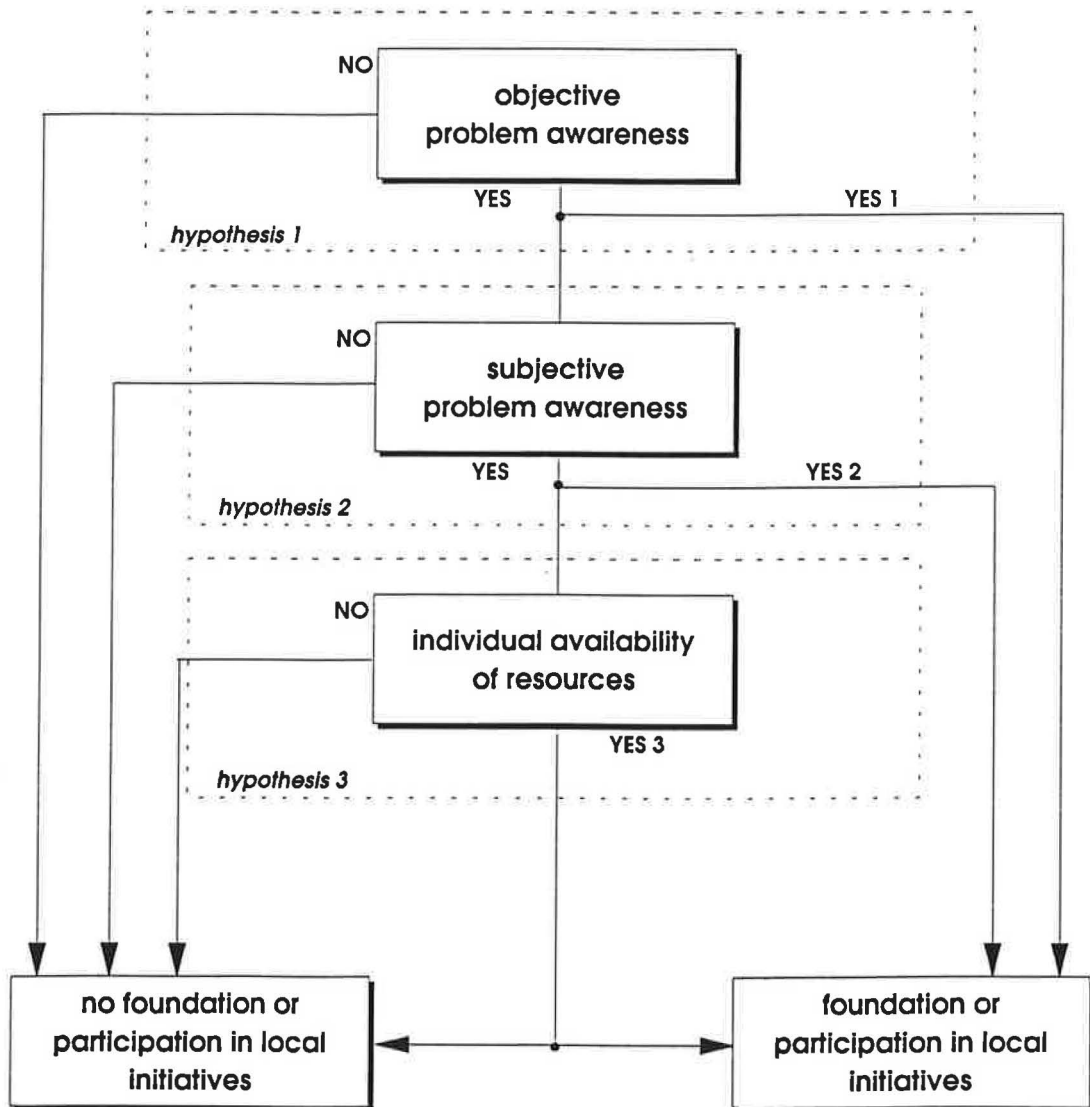 NO
objective
problem awareness
YES
YES 1
hypothesis 1
NO
subjective
problem awareness
YES
YES 2
hypothesis 2
NO
individual availability
of resources
YES 3
hypothesis 3
no foundation or
participation in local
initiatives
foundation or
participation in local
initiatives